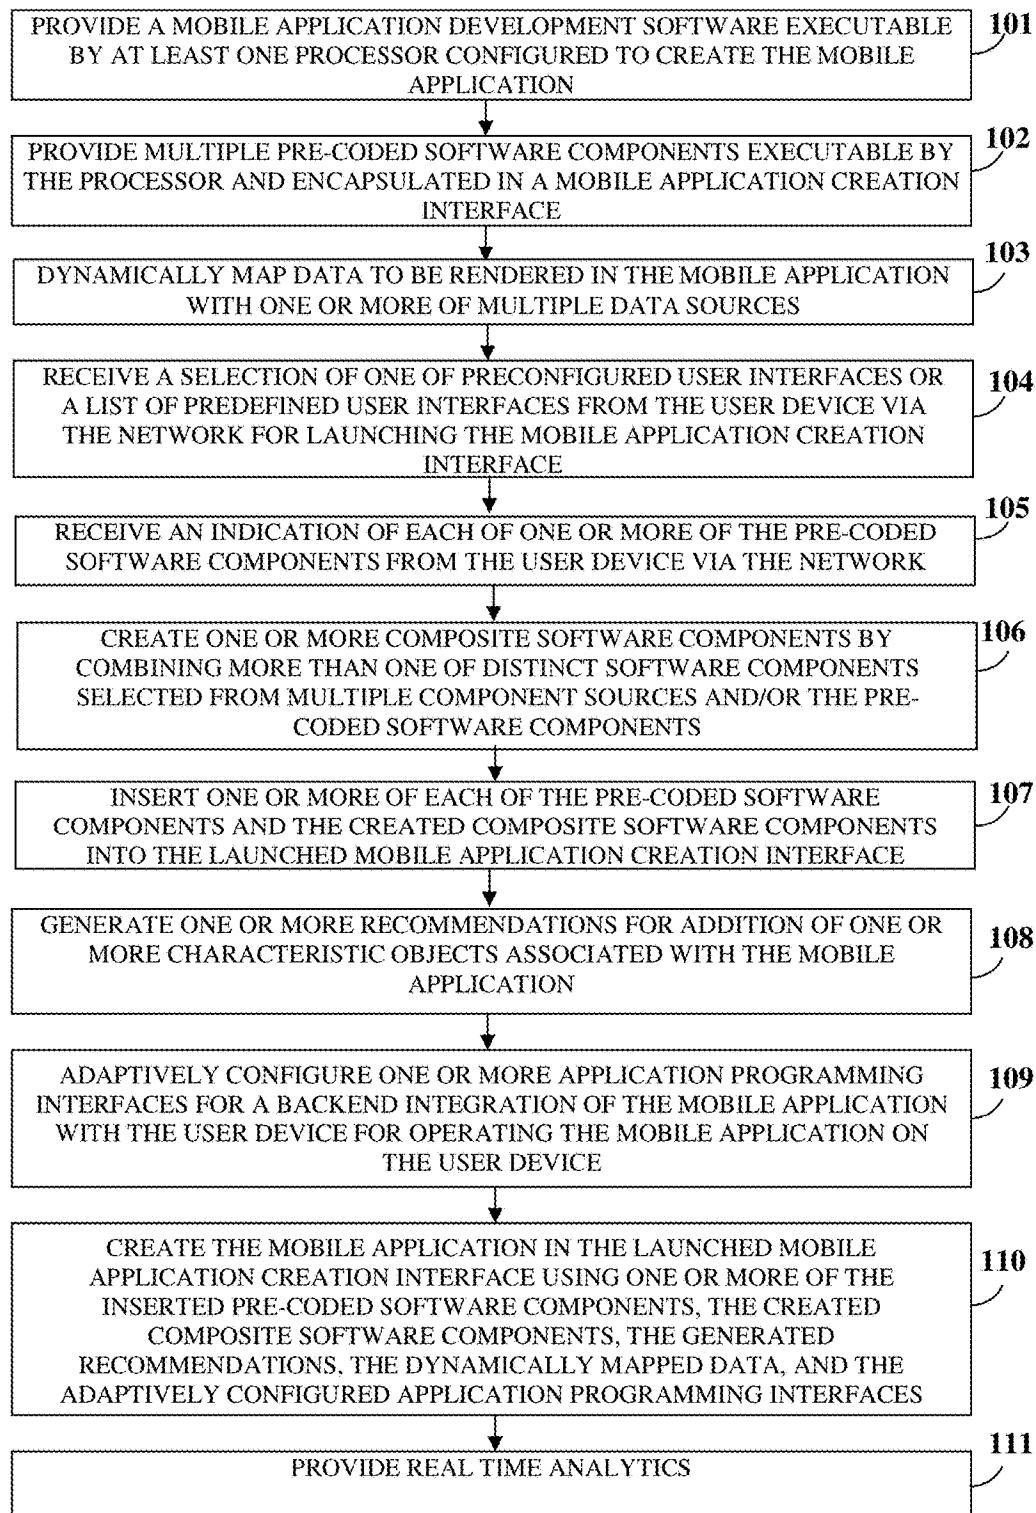 PROVIDE A MOBILE APPLICATION DEVELOPMENT SOFTWARE EXECUTABLE
BY AT LEAST ONE PROCESSOR CONFIGURED TO CREATE THE MOBILE
APPLICATION
101
PROVIDE MULTIPLE PRE-CODED SOFTWARE COMPONENTS EXECUTABLE BY
THE PROCESSOR AND ENCAPSULATED IN A MOBILE APPLICATION CREATION
INTERFACE
102
DYNAMICALLY MAP DATA TO BE RENDERED IN THE MOBILE APPLICATION
WITH ONE OR MORE OF MULTIPLE DATA SOURCES
103
RECEIVE A SELECTION OF ONE OF PRECONFIGURED USER INTERFACES OR
A LIST OF PREDEFINED USER INTERFACES FROM THE USER DEVICE VIA
THE NETWORK FOR LAUNCHING THE MOBILE APPLICATION CREATION
INTERFACE
104
RECEIVE AN INDICATION OF EACH OF ONE OR MORE OF THE PRE-CODED
SOFTWARE COMPONENTS FROM THE USER DEVICE VIA THE NETWORK
105
CREATE ONE OR MORE COMPOSITE SOFTWARE COMPONENTS BY
COMBINING MORE THAN ONE OF DISTINCT SOFTWARE COMPONENTS
SELECTED FROM MULTIPLE COMPONENT SOURCES AND/OR THE PRE-
CODED SOFTWARE COMPONENTS
106
INSERT ONE OR MORE OF EACH OF THE PRE-CODED SOFTWARE
COMPONENTS AND THE CREATED COMPOSITE SOFTWARE COMPONENTS
INTO THE LAUNCHED MOBILE APPLICATION CREATION INTERFACE
107
GENERATE ONE OR MORE RECOMMENDATIONS FOR ADDITION OF ONE OR
MORE CHARACTERISTIC OBJECTS ASSOCIATED WITH THE MOBILE
APPLICATION
108
ADAPTIVELY CONFIGURE ONE OR MORE APPLICATION PROGRAMMING
INTERFACES FOR A BACKEND INTEGRATION OF THE MOBILE APPLICATION
WITH THE USER DEVICE FOR OPERATING THE MOBILE APPLICATION ON
THE USER DEVICE
109
CREATE THE MOBILE APPLICATION IN THE LAUNCHED MOBILE
APPLICATION CREATION INTERFACE USING ONE OR MORE OF THE
INSERTED PRE-CODED SOFTWARE COMPONENTS, THE CREATED
COMPOSITE SOFTWARE COMPONENTS, THE GENERATED
RECOMMENDATIONS, THE DYNAMICALLY MAPPED DATA, AND THE
ADAPTIVELY CONFIGURED APPLICATION PROGRAMMING INTERFACES
110
PROVIDE REAL TIME ANALYTICS
111